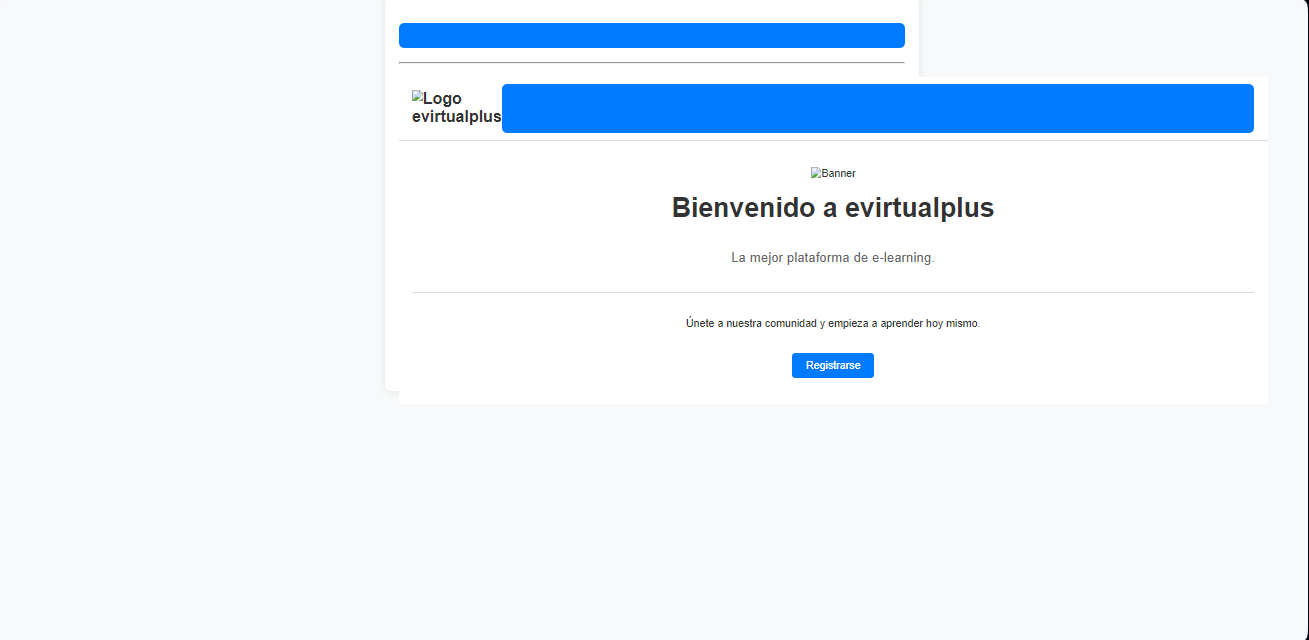 Logo
evirtualplus
Banner
Bienvenido a evirtualplus
La mejor plataforma de e-learning.
Únete a nuestra comunidad y empieza a aprender hoy mismo.
Registrarse